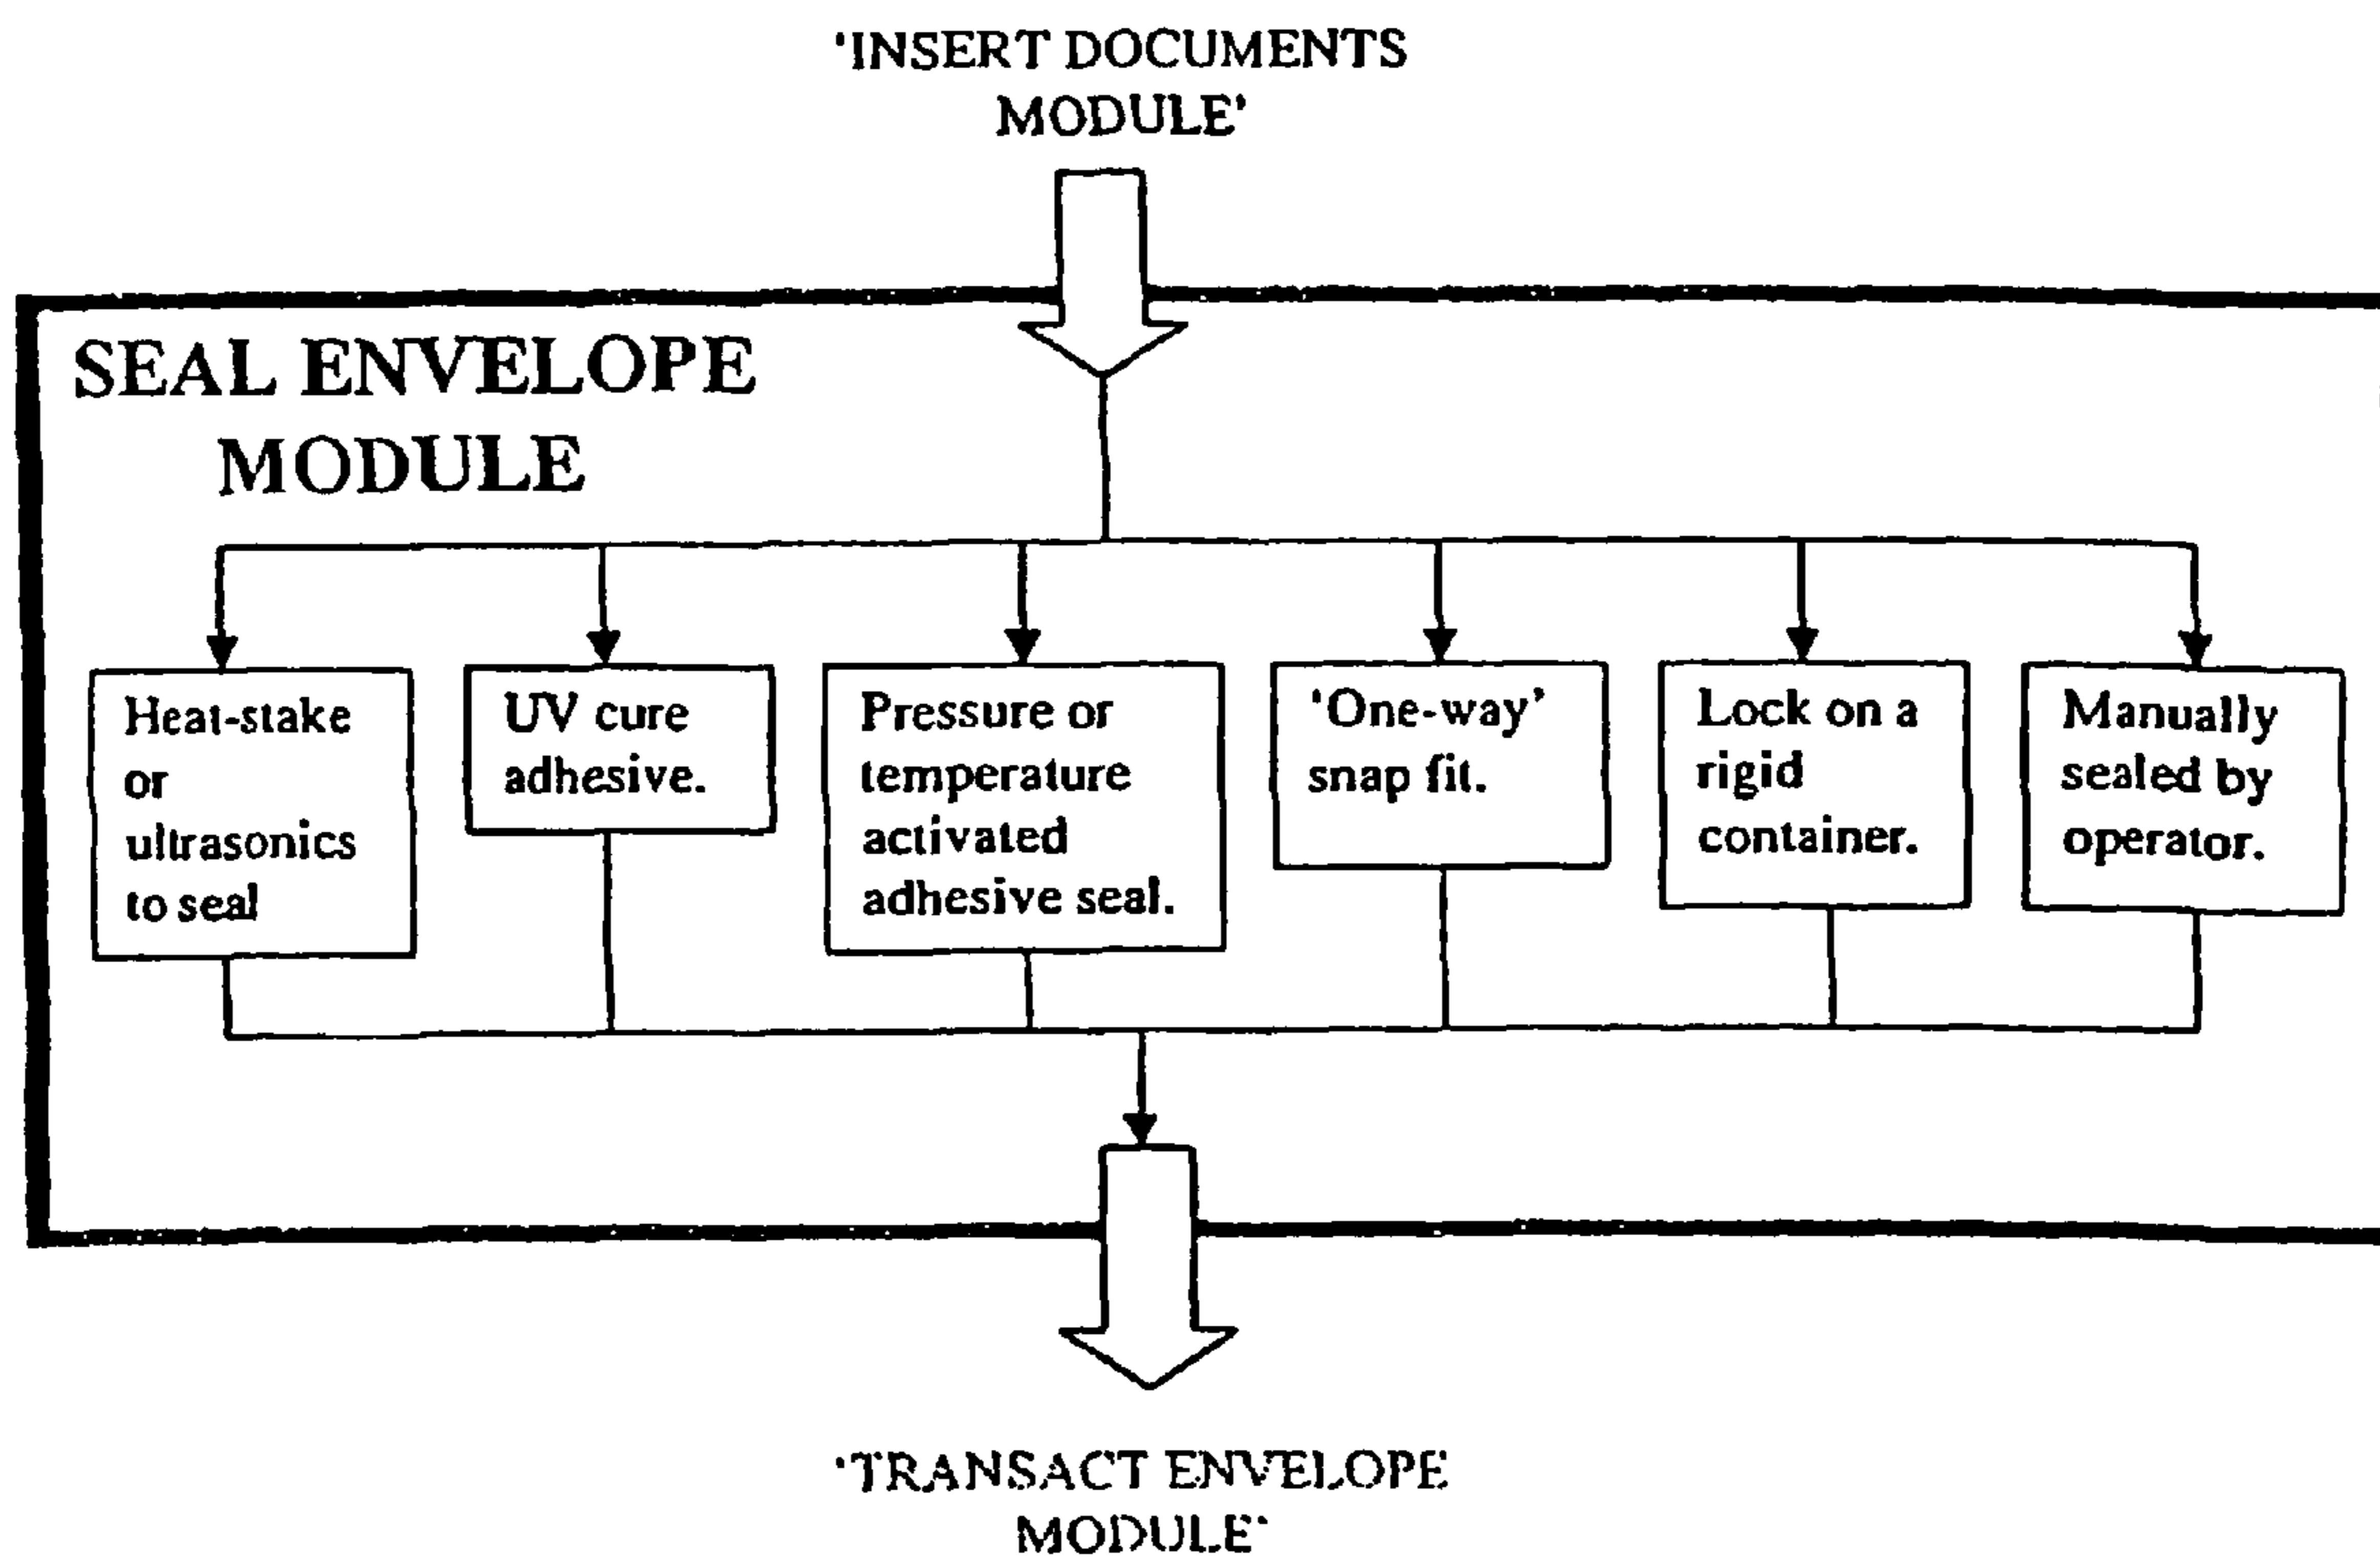 'INSERT DOCUMENTS
MODULE'
SEAL ENVELOPE
MODULE
Heat-stake
or
ultrasonics
to seal
UV cure
adhesive.
Pressure or
temperature
activated
adhesive seal.
'One-way'
snap fit.
Lock on a
rigid
container.
Manually
sealed by
operator.
'TRANSACT ENVELOPE
MODULE'